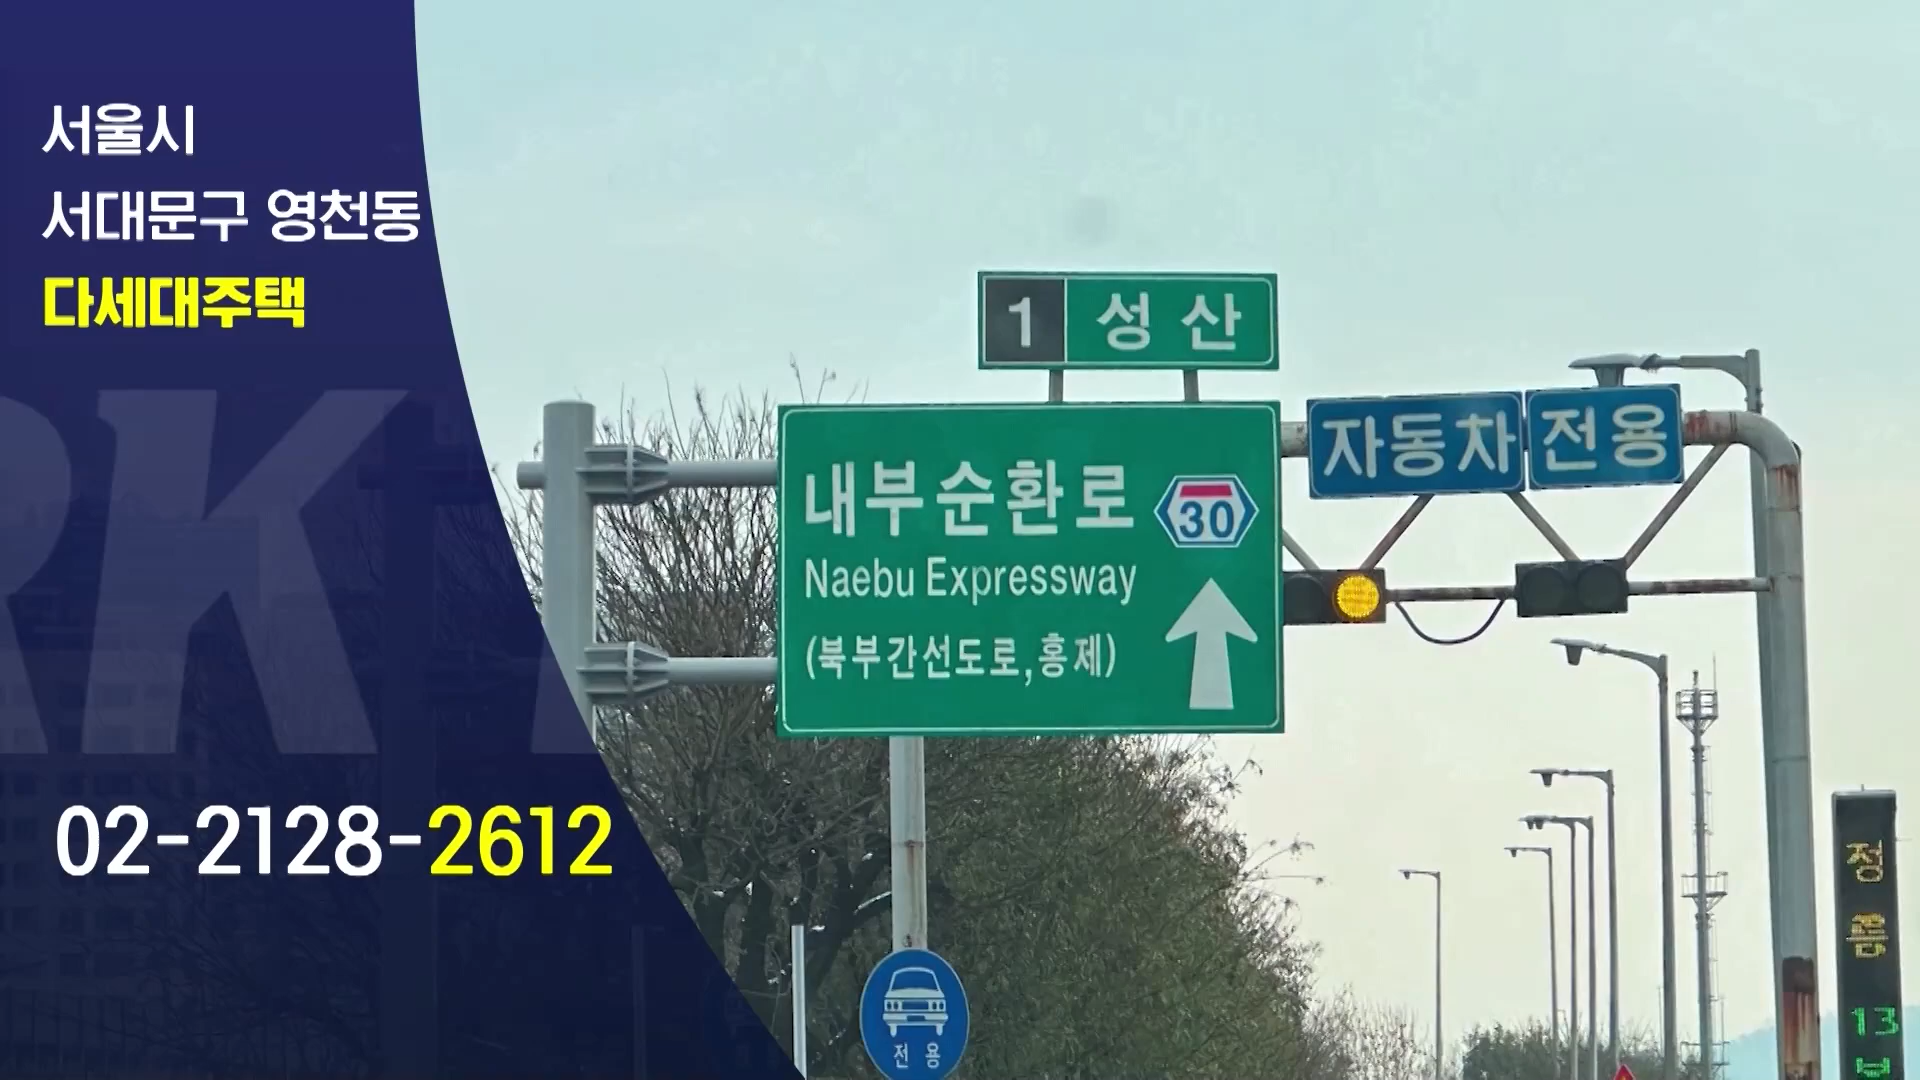 서울시
서대문구 영천동
다세대주택
RK
02-2128-2612
1 성산
내부순환로 30
Naebu Expressway
(북부간선도로,홍제)
자동차 전용
전용
정
릉
13